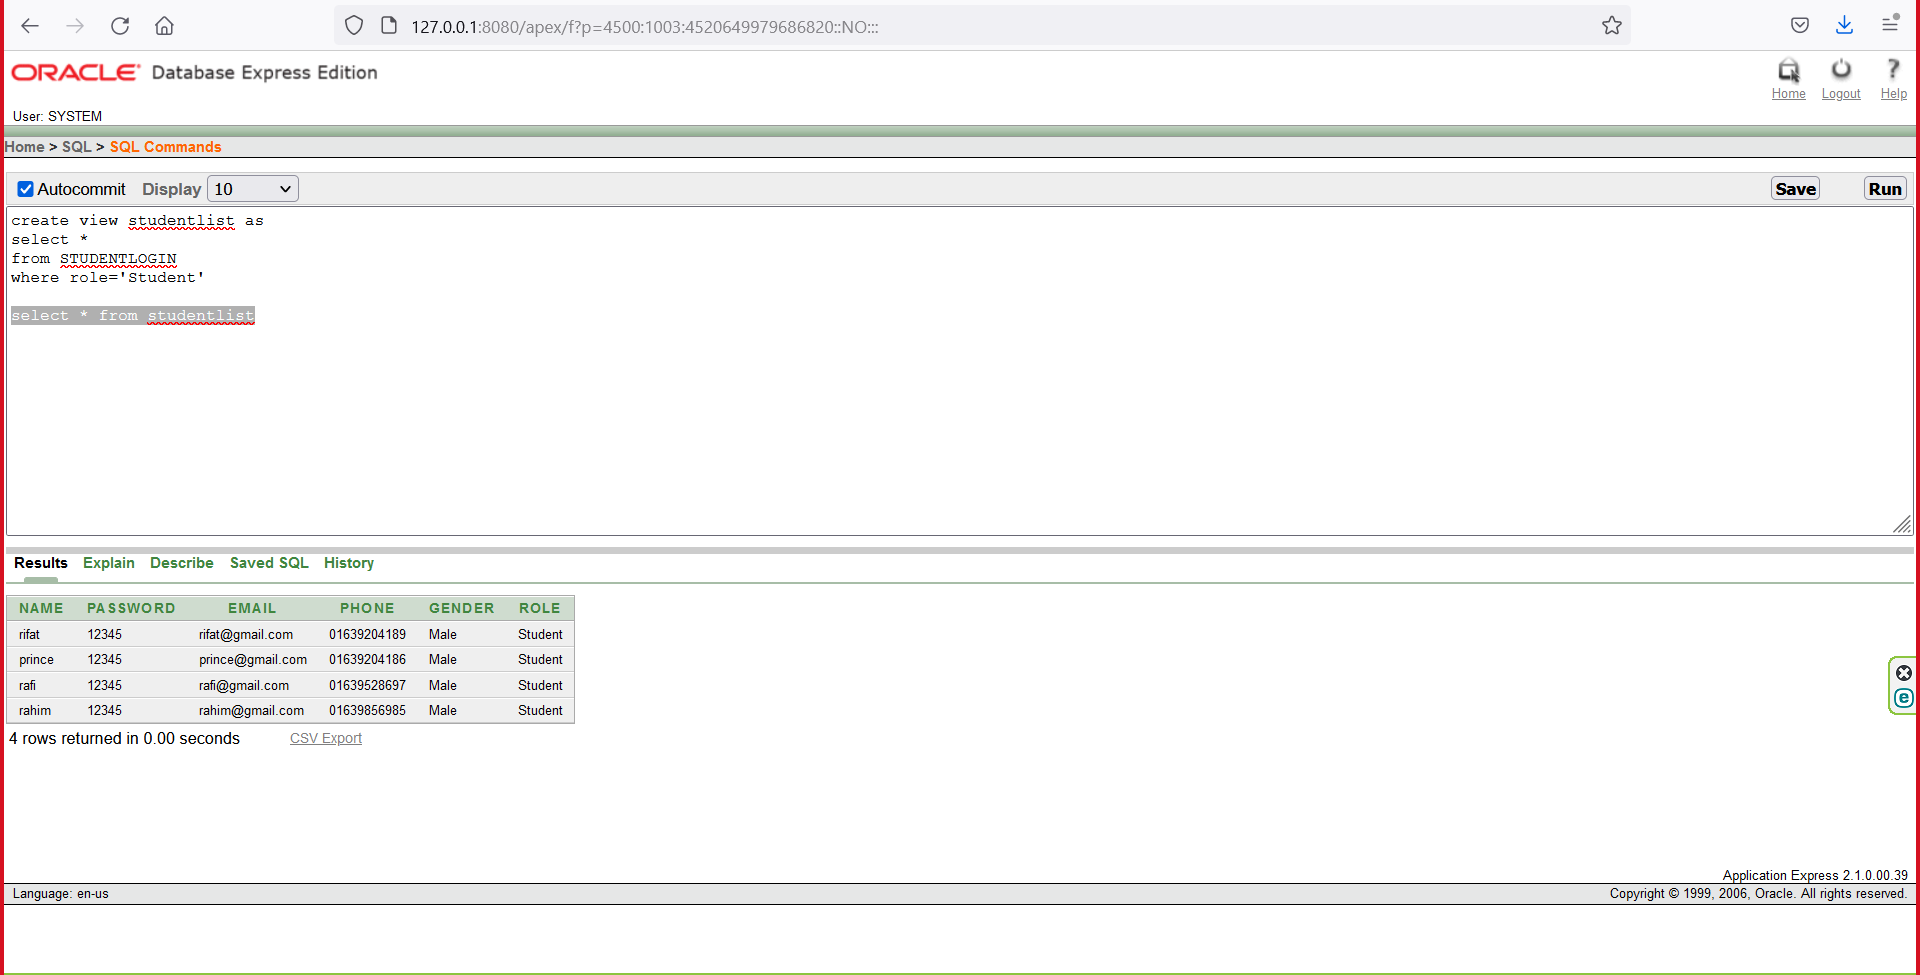 127.0.0.1:8080/apex/f?p=4500:1003:4520649979686820::NO:::
ORACLE Database Express Edition
Home Logout Help
User: SYSTEM
Home > SQL > SQL Commands
Autocommit Display 10 Save Run
create view studentlist as
select *
from STUDENTLOGIN
where role='Student'
select * from studentlist
Results Explain Describe Saved SQL History
NAME PASSWORD EMAIL PHONE GENDER ROLE
rifat 12345 rifat@gmail.com 01639204189 Male Student
prince 12345 prince@gmail.com 01639204186 Male Student
rafi 12345 rafi@gmail.com 01639528697 Male Student
rahim 12345 rahim@gmail.com 01639856985 Male Student
4 rows returned in 0.00 seconds CSV Export
Application Express 2.1.0.00.39
Language: en-us Copyright © 1999, 2006, Oracle. All rights reserved.